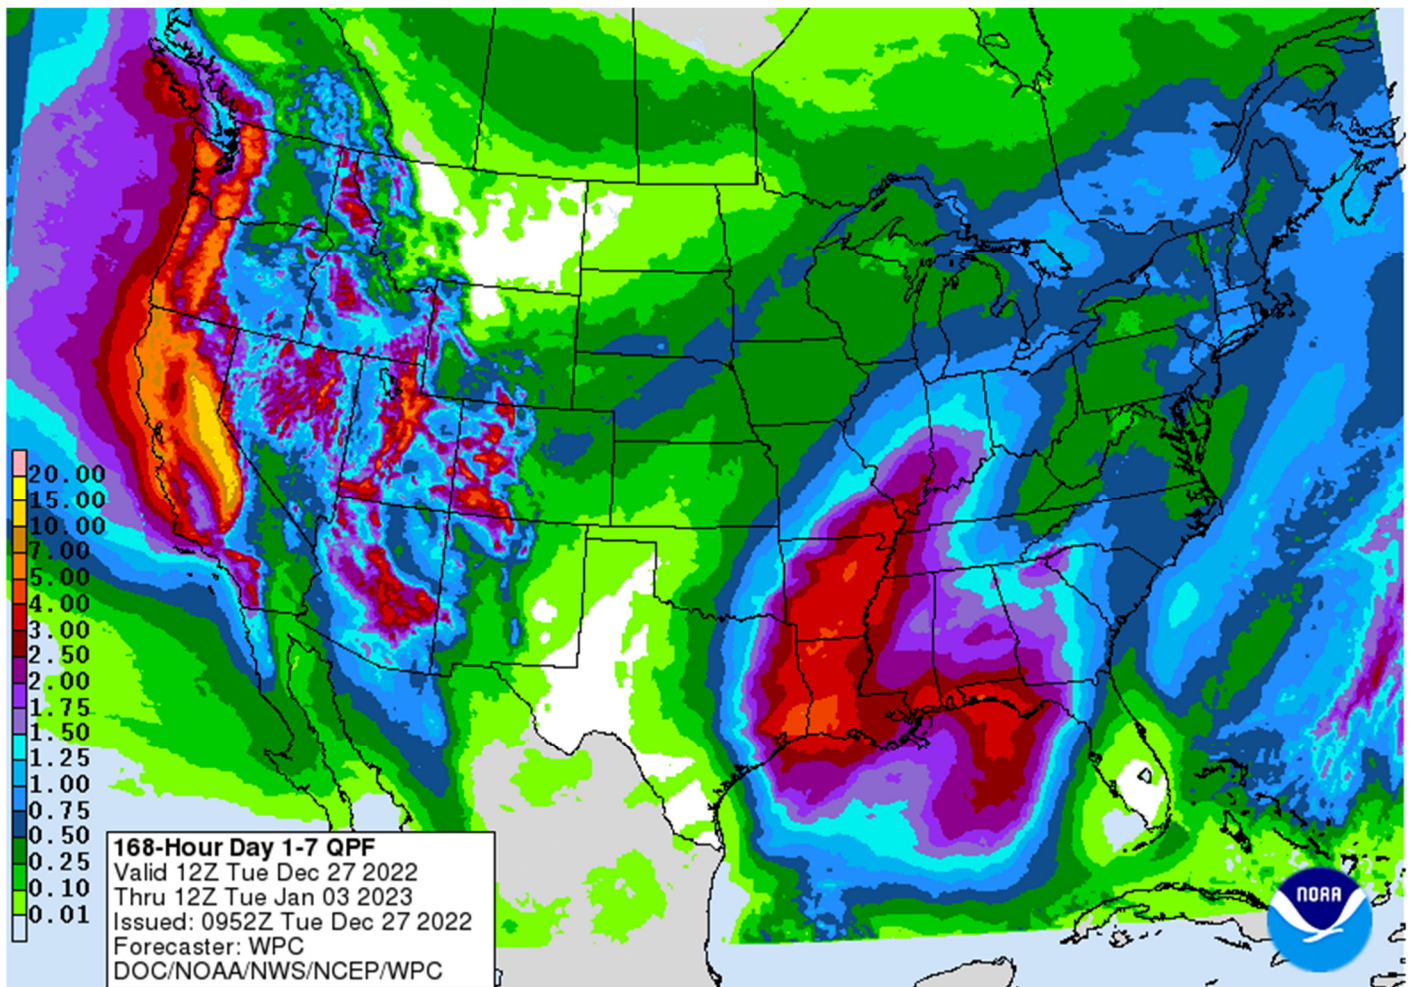 20.00
15.00
10.00
7.00
5.00
4.00
3.00
2.50
2.00
1.75
1.50
1.25
1.00
0.75
0.50
0.25
0.10
0.01
168-Hour Day 1-7 QPF
Valid 12Z Tue Dec 27 2022
Thru 12Z Tue Jan 03 2023
Issued: 0952Z Tue Dec 27 2022
Forecaster: WPC
DOC/NOAA/NWS/NCEP/WPC
NOAA